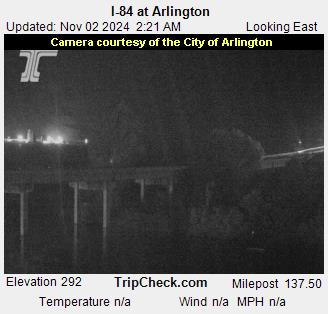 I-84 at Arlington
Updated: Nov 02 2024 2:21 AM Looking East
Camera courtesy of the City of Arlington
Elevation 292 TripCheck.com Milepost 137.50
Temperature n/a Wind n/a MPH n/a